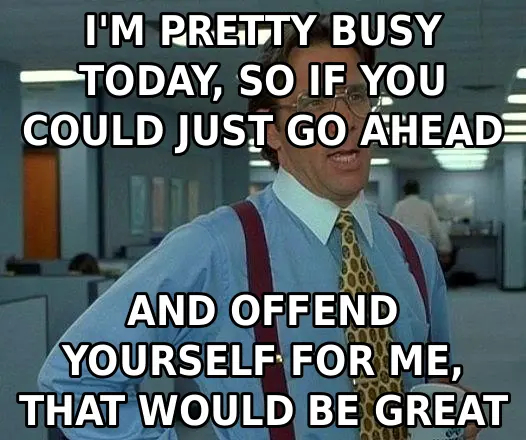 I'M PRETTY BUSY
TODAY, SO IF YOU
COULD JUST GO AHEAD
AND OFFEND
YOURSELF FOR ME,
THAT WOULD BE GREAT